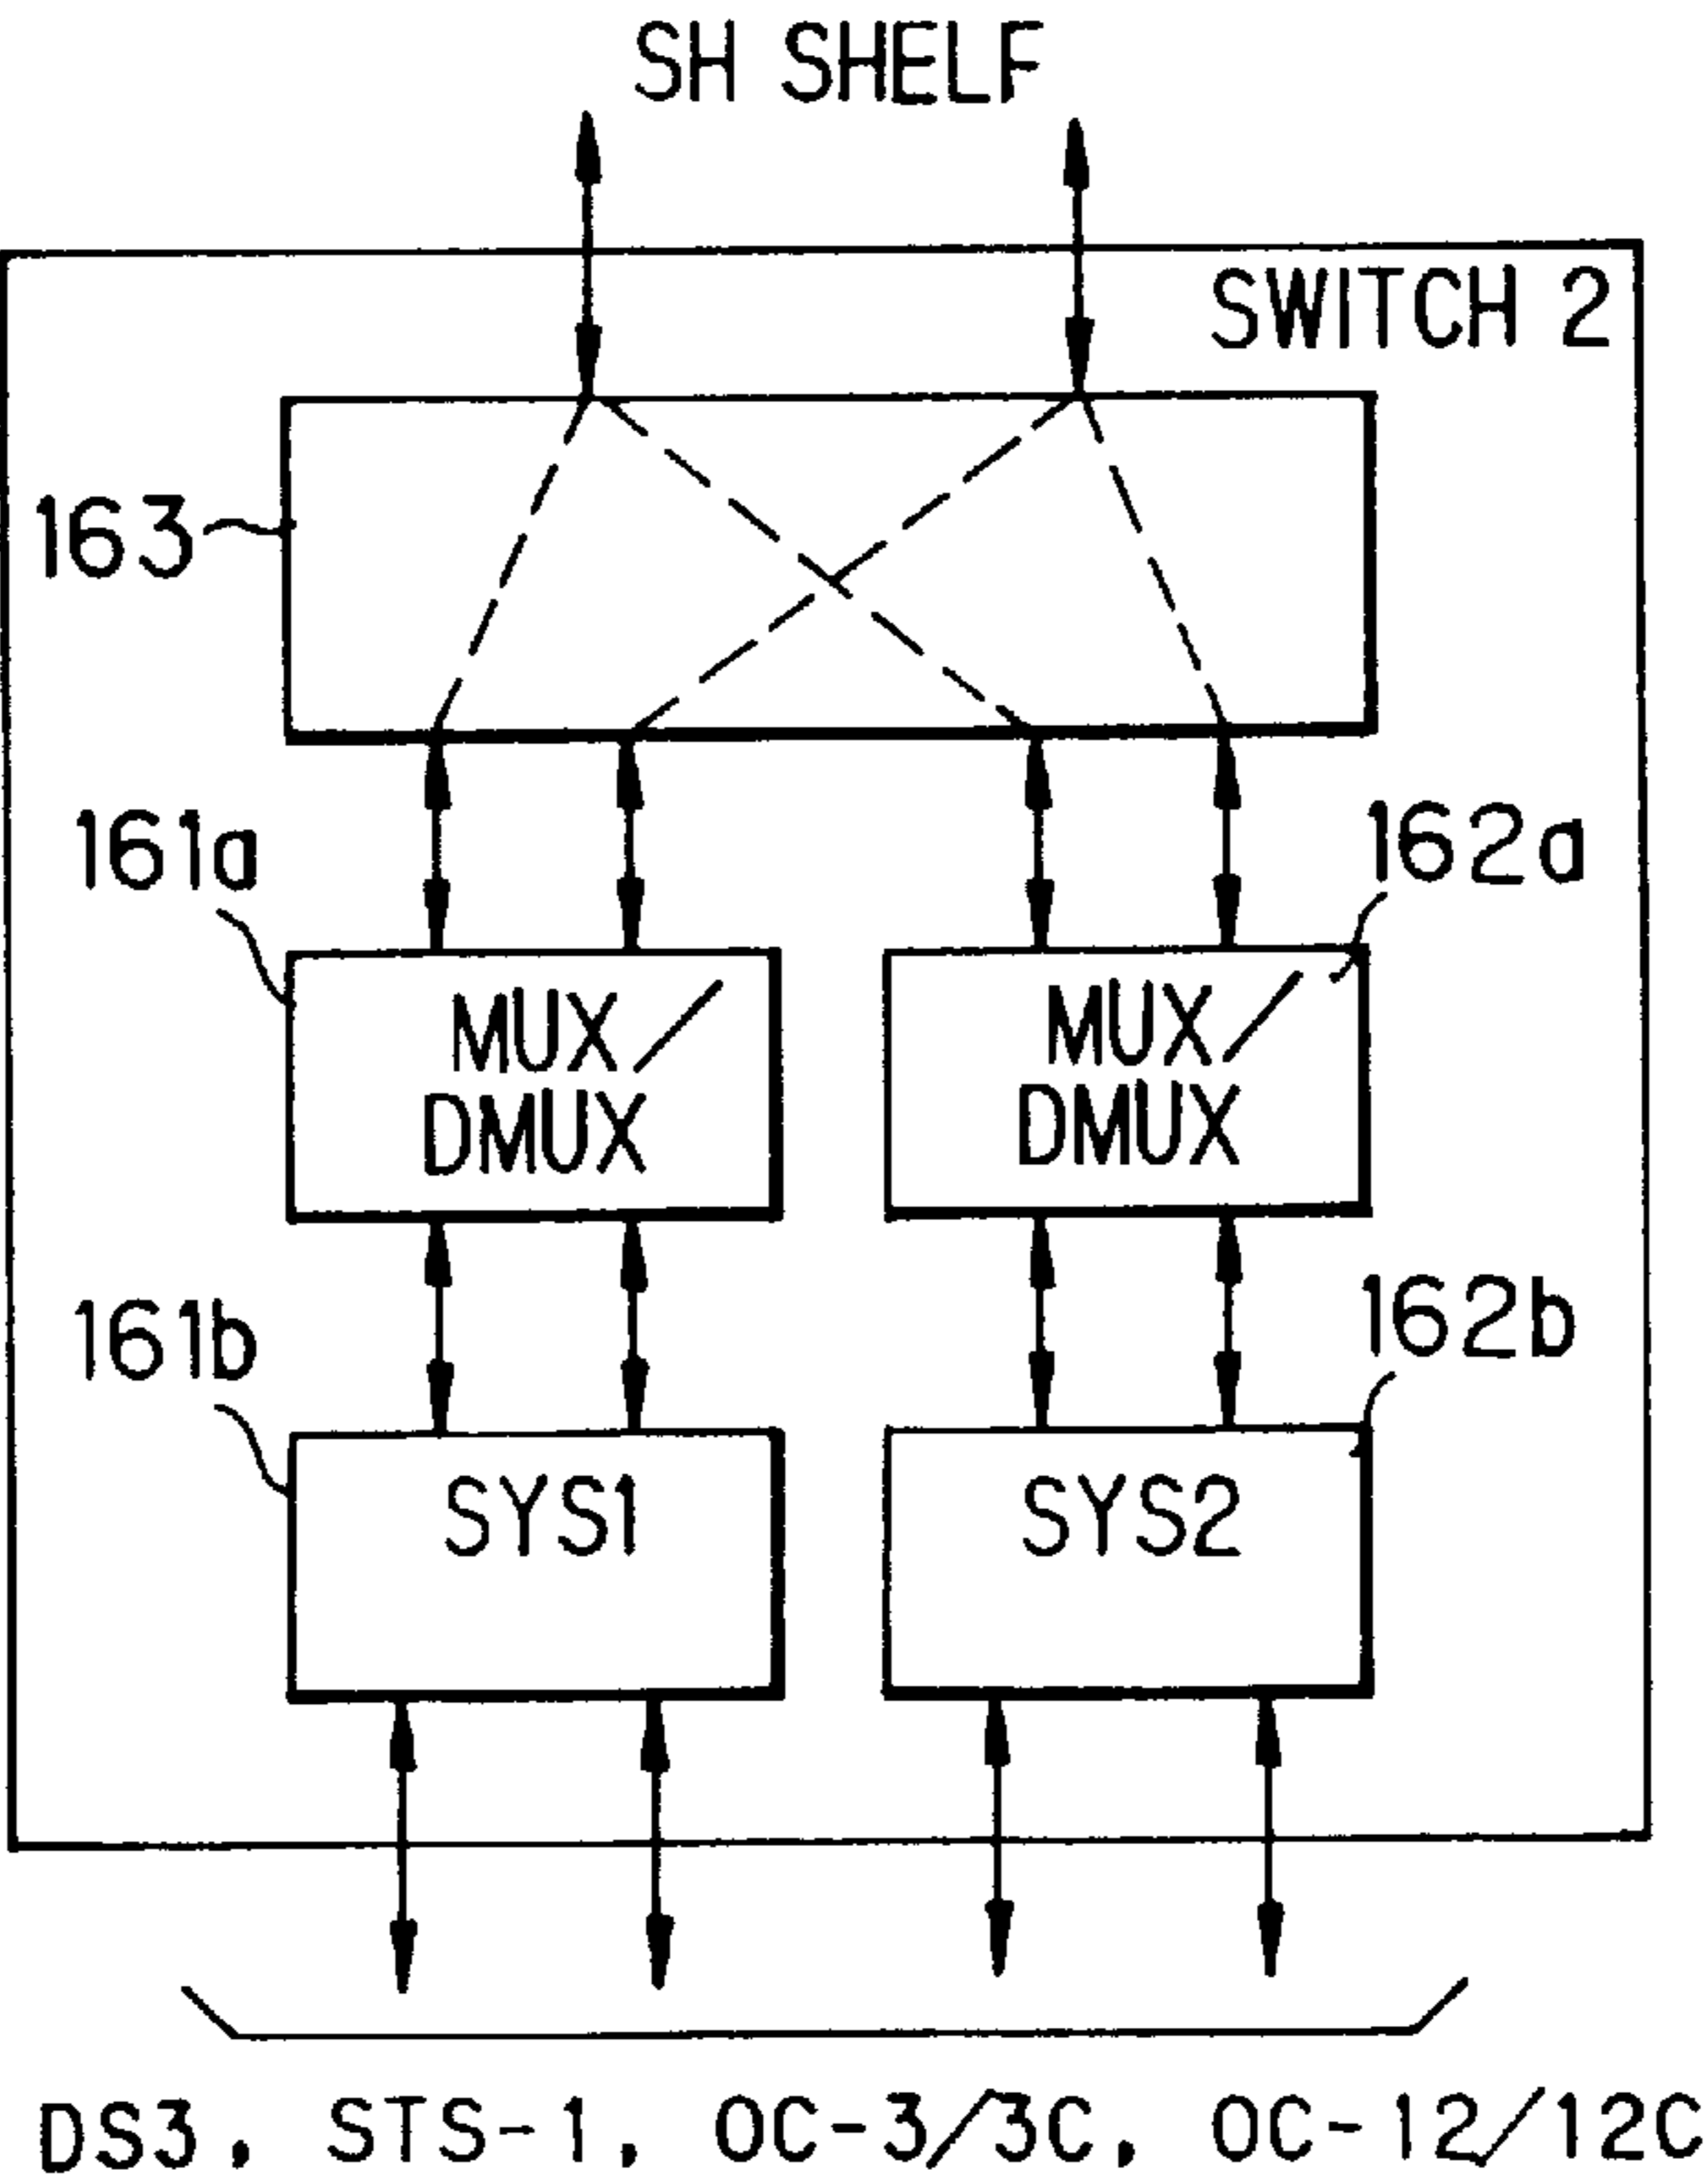 SH SHELF
SWITCH 2
163
161a
162a
MUX/
DMUX
MUX/
DMUX
161b
162b
SYS1
SYS2
DS3, STS-1, OC-3/3C, OC-12/12C